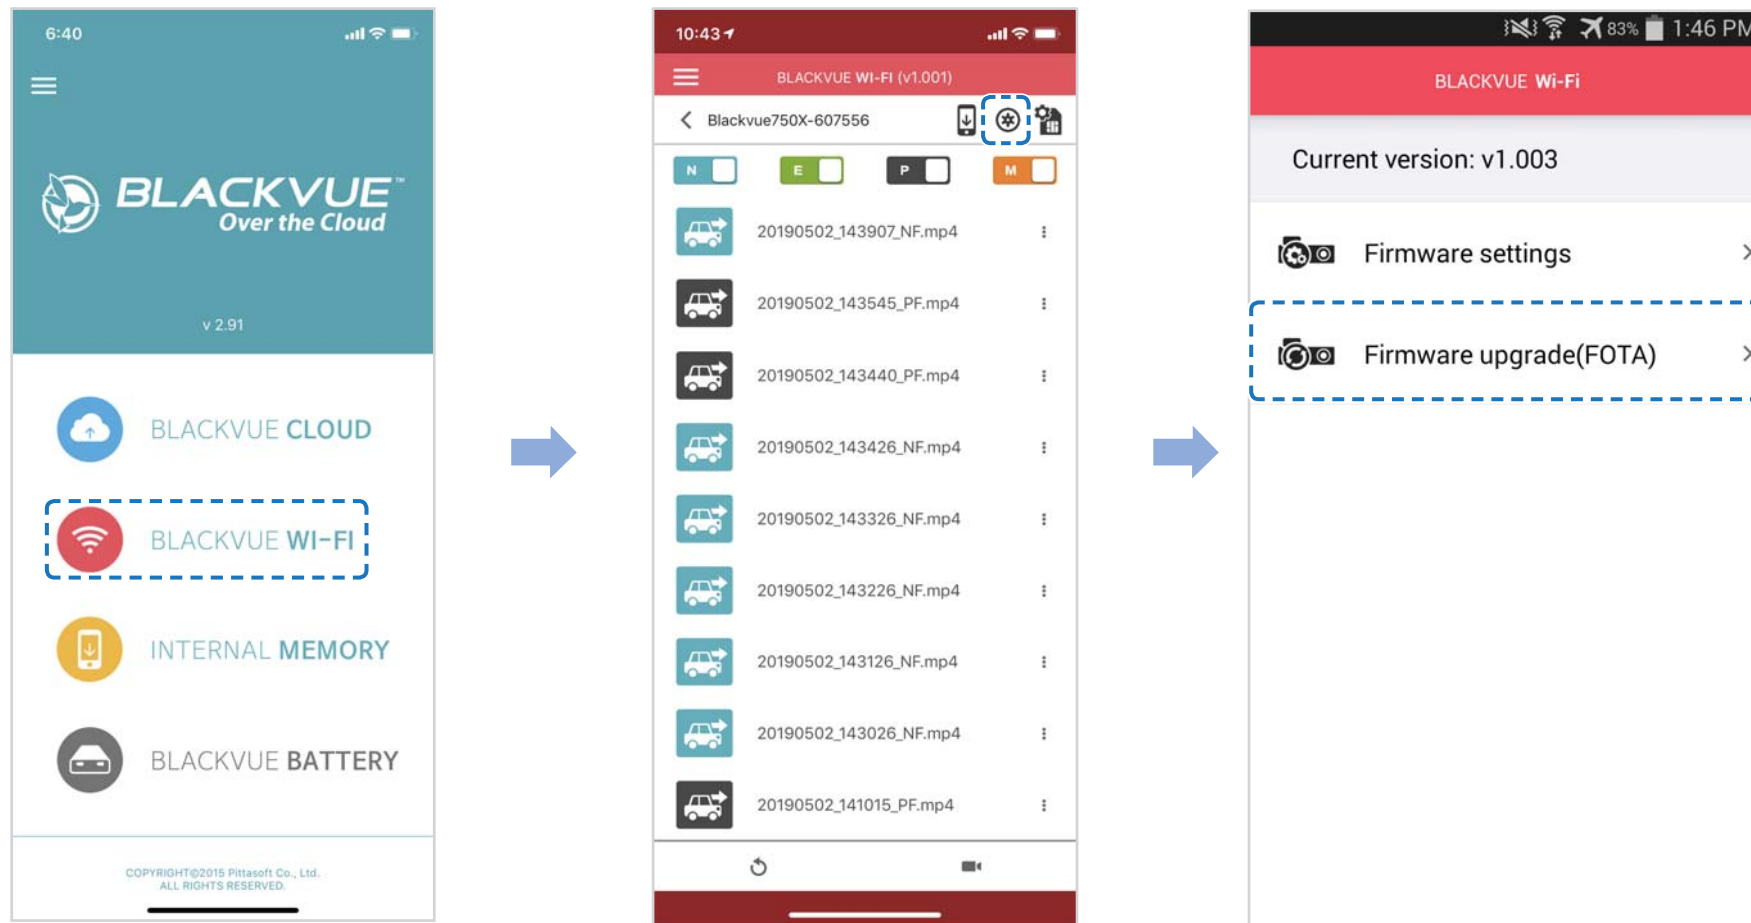 6:40
BLACKVUE™
Over the Cloud
v 2.91
BLACKVUE CLOUD
BLACKVUE WI-FI
INTERNAL MEMORY
BLACKVUE BATTERY
COPYRIGHT©2015 Pittasoft Co., Ltd.
ALL RIGHTS RESERVED.
10:43
BLACKVUE WI-FI (v1.001)
Blackvue750X-607556
N E P M
20190502_143907_NF.mp4
20190502_143545_PF.mp4
20190502_143440_PF.mp4
20190502_143426_NF.mp4
20190502_143326_NF.mp4
20190502_143226_NF.mp4
20190502_143126_NF.mp4
20190502_143026_NF.mp4
20190502_141015_PF.mp4
83% 1:46 PM
BLACKVUE Wi-Fi
Current version: v1.003
Firmware settings
Firmware upgrade(FOTA)